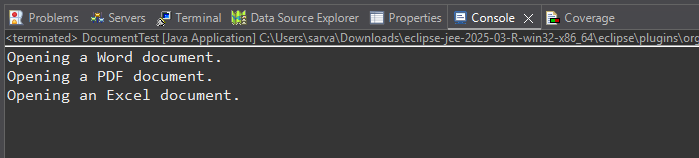 Problems Servers Terminal Data Source Explorer Properties Console Coverage
<terminated> DocumentTest [Java Application] C:\Users\sarva\Downloads\eclipse-jee-2025-03-R-win32-x86_64\eclipse\plugins\org
Opening a Word document.
Opening a PDF document.
Opening an Excel document.